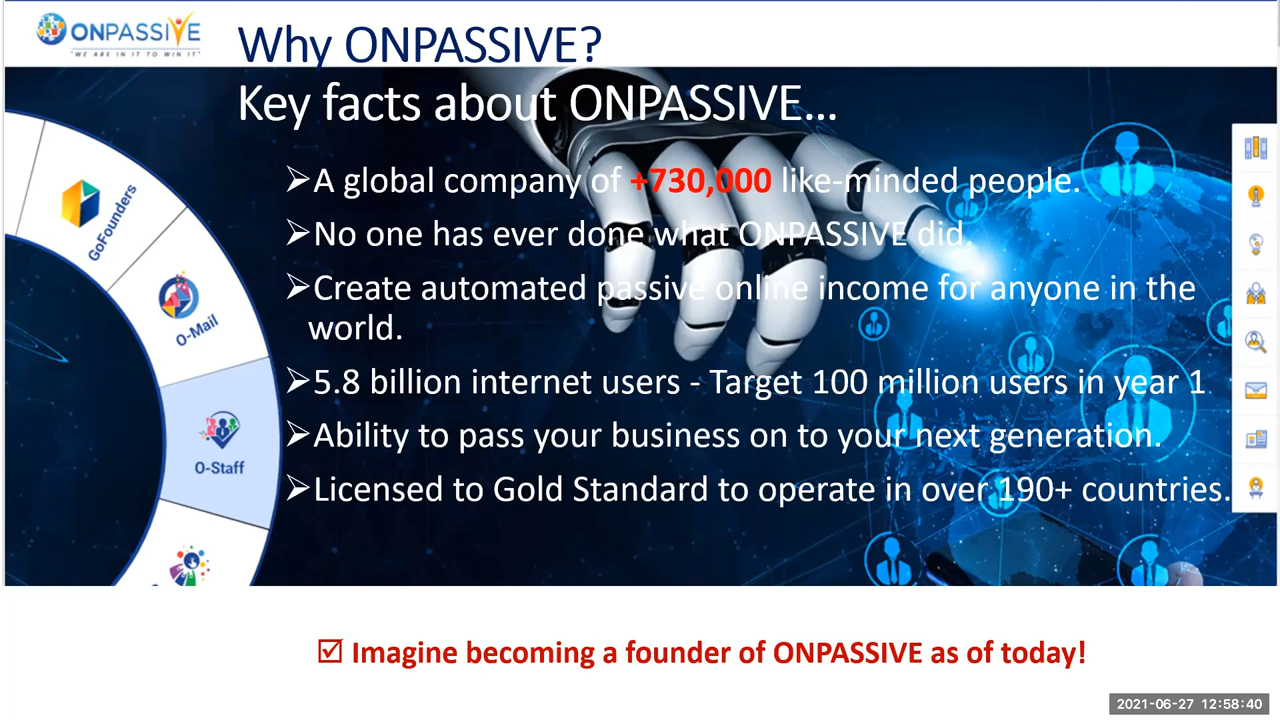 ONPASSIVE
"WE ARE IN IT TO WIN IT"
Why ONPASSIVE?
Key facts about ONPASSIVE...
➢A global company of +730,000 like-minded people.
➢No one has ever done what ONPASSIVE did.
➢Create automated passive online income for anyone in the
world.
➢5.8 billion internet users - Target 100 million users in year 1
➢Ability to pass your business on to your next generation.
➢Licensed to Gold Standard to operate in over 190+ countries.
GoFounders
O-Mail
O-Staff
☑ Imagine becoming a founder of ONPASSIVE as of today!
2021-06-27 12:58:40